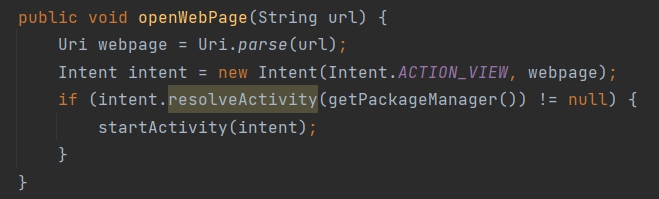 public void openWebPage(String url) {
    Uri webpage = Uri.parse(url);
    Intent intent = new Intent(Intent.ACTION_VIEW, webpage);
    if (intent.resolveActivity(getPackageManager()) != null) {
        startActivity(intent);
    }
}